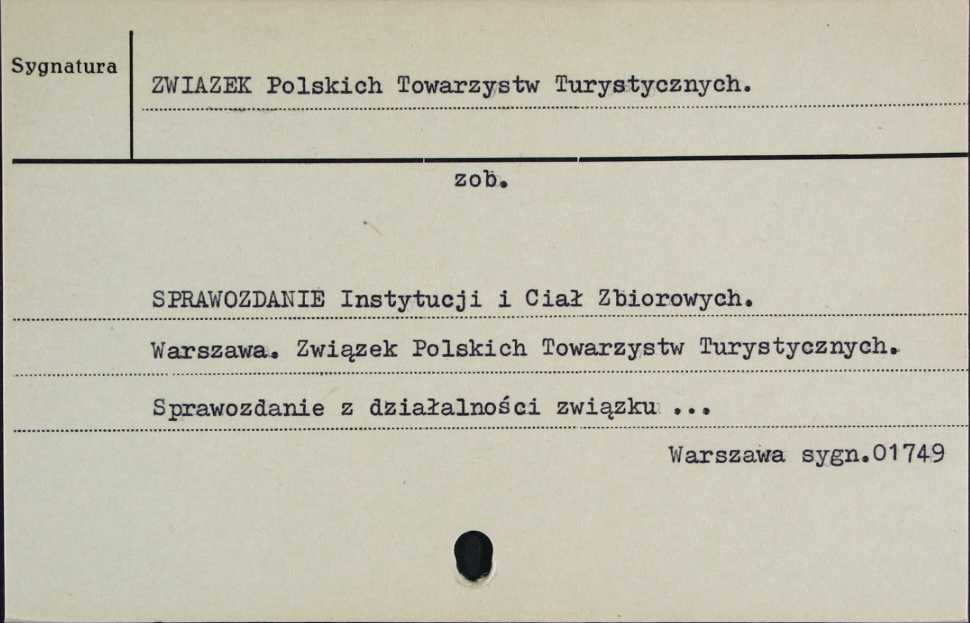 Sygnatura
ZWIAZEK Polskich Towarzystw Turystycznych.
zob.
SPRAWOZDANIE Instytucji i Ciał Zbiorowych.
Warszawa. Związek Polskich Towarzystw Turystycznych.
Sprawozdanie z działalności związku ...
Warszawa sygn.01749